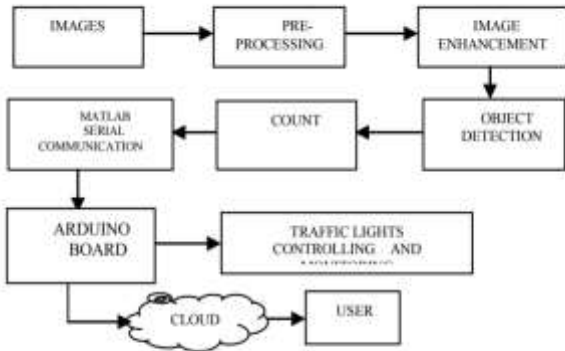 IMAGES
PRE-
PROCESSING
IMAGE
ENHANCEMENT
MATLAB
SERIAL
COMMUNICATION
COUNT
OBJECT
DETECTION
ARDUINO
BOARD
TRAFFIC LIGHTS
CONTROLLING AND
MONITORING
CLOUD
USER